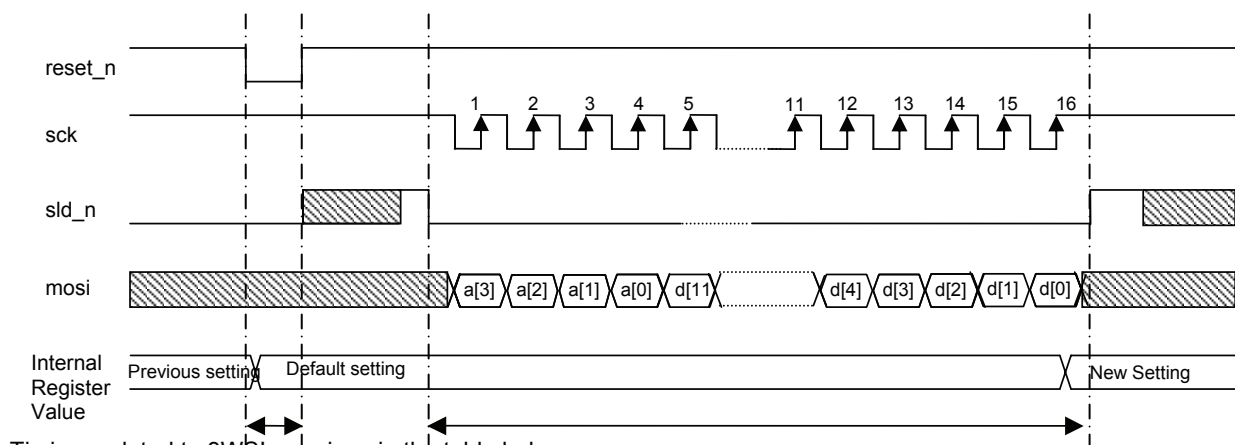 reset_n
1 2 3 4 5 11 12 13 14 15 16
sck
sld_n
mosi
a[3] a[2] a[1] a[0] d[11 d[4] d[3] d[2] d[1] d[0]
Internal
Register
Value
Previous setting Default setting New Setting